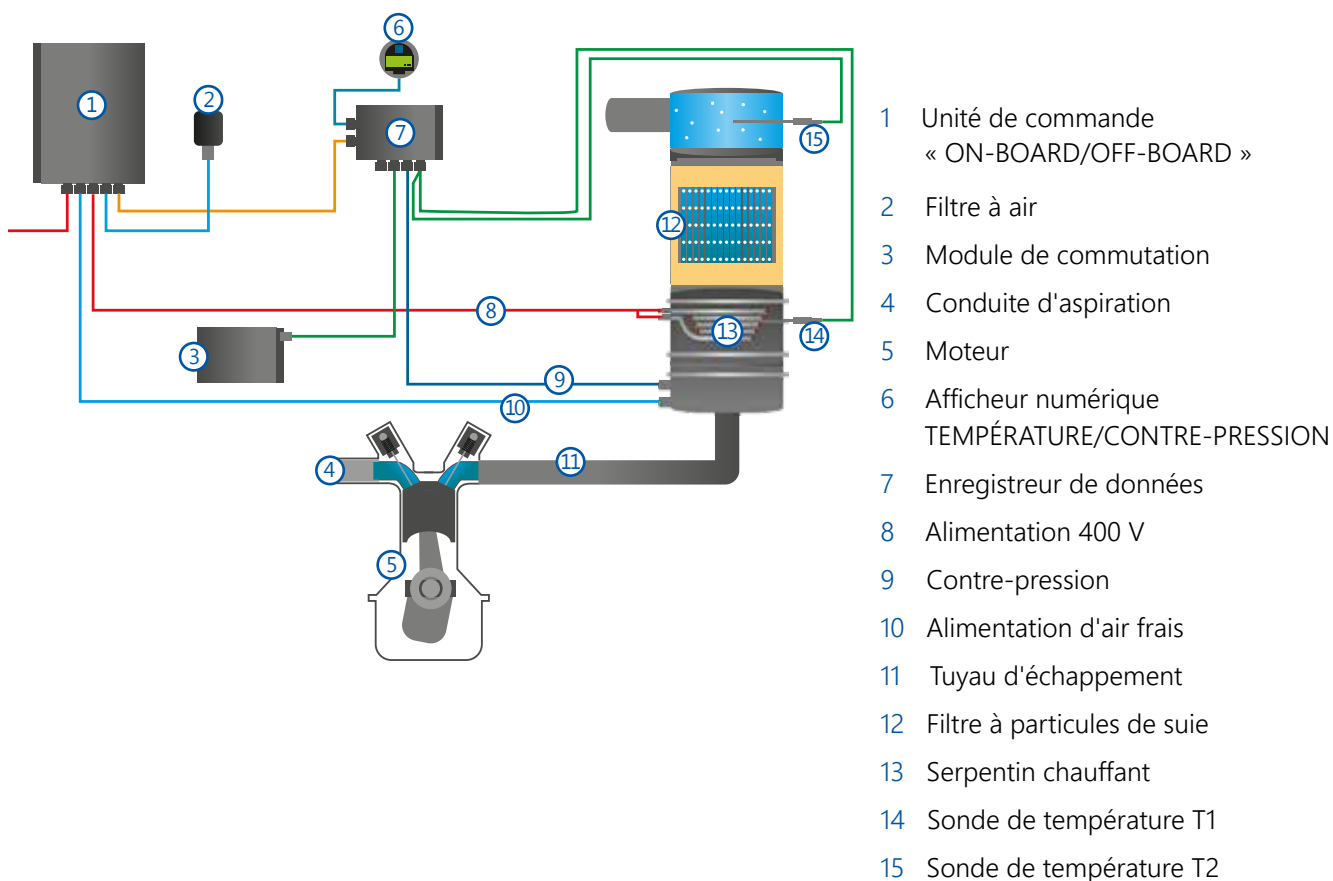 6
1
2
7
15
12
8
13
14
3
9
10
4
11
5
1 Unité de commande
« ON-BOARD/OFF-BOARD »
2 Filtre à air
3 Module de commutation
4 Conduite d'aspiration
5 Moteur
6 Afficheur numérique
TEMPÉRATURE/CONTRE-PRESSION
7 Enregistreur de données
8 Alimentation 400 V
9 Contre-pression
10 Alimentation d'air frais
11 Tuyau d'échappement
12 Filtre à particules de suie
13 Serpentin chauffant
14 Sonde de température T1
15 Sonde de température T2